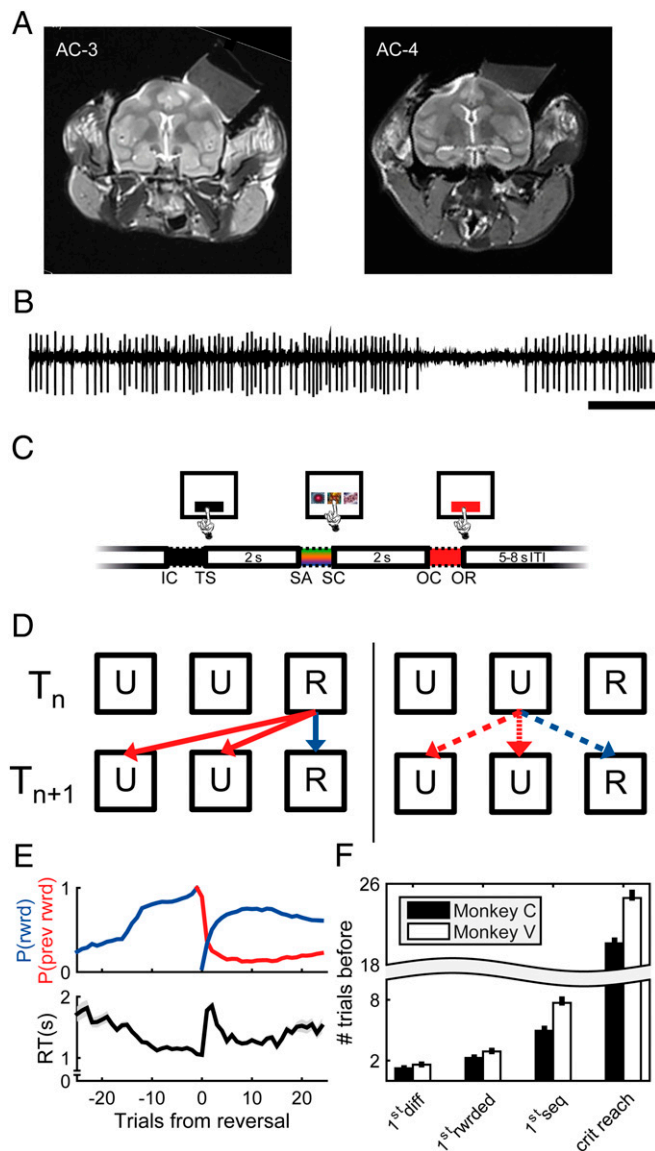 A
AC-3
AC-4
B
C
2 s
2 s
5-8 s ITI
IC TS SA SC OC OR
D
Tn U U R U U R
Tn+1 U U R U U R
E
P(rwrd)
P(prev rwrd)
1
0
RT(s)
2
1
0
-20 -10 0 10 20
Trials from reversal
F
# trials before
26
18
8
2
Monkey C
Monkey V
1st diff
1st rwrded
1st seq
crit reach